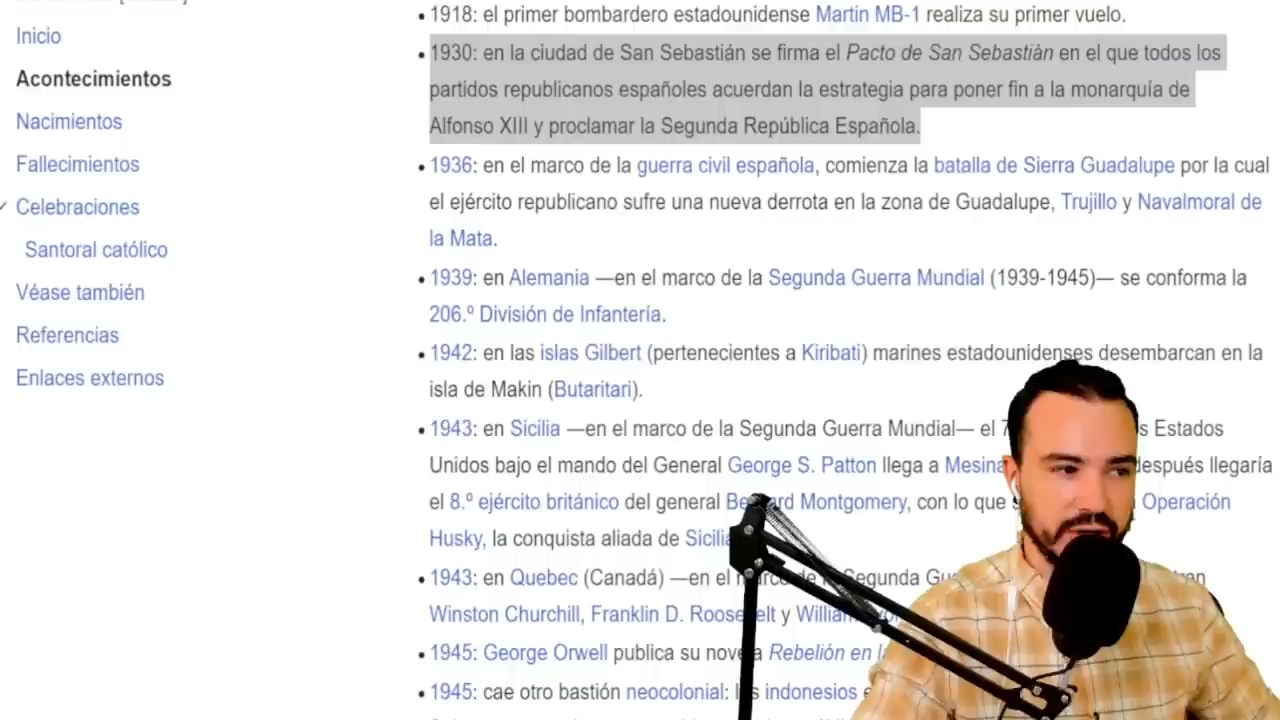 Inicio
Acontecimientos
Nacimientos
Fallecimientos
Celebraciones
Santoral católico
Véase también
Referencias
Enlaces externos
1918: el primer bombardero estadounidense Martin MB-1 realiza su primer vuelo.
1930: en la ciudad de San Sebastián se firma el Pacto de San Sebastián en el que todos los
partidos republicanos españoles acuerdan la estrategia para poner fin a la monarquía de
Alfonso XIII y proclamar la Segunda República Española.
1936: en el marco de la guerra civil española, comienza la batalla de Sierra Guadalupe por la cual
el ejército republicano sufre una nueva derrota en la zona de Guadalupe, Trujillo y Navalmoral de
la Mata.
1939: en Alemania —en el marco de la Segunda Guerra Mundial (1939-1945)— se conforma la
206.º División de Infantería.
1942: en las islas Gilbert (pertenecientes a Kiribati) marines estadounidenses desembarcan en la
isla de Makin (Butaritari).
1943: en Sicilia —en el marco de la Segunda Guerra Mundial— el Estados
Unidos bajo el mando del General George S. Patton llega a Mesina después llegaría
el 8.º ejército británico del general Montgomery, con lo que Operación
Husky, la conquista aliada de Sicilia
1943: en Quebec (Canadá) —en el Segunda
Winston Churchill, Franklin D. y
1945: George Orwell publica su novela Rebelión en
1945: cae otro bastión neocolonial: indonesios